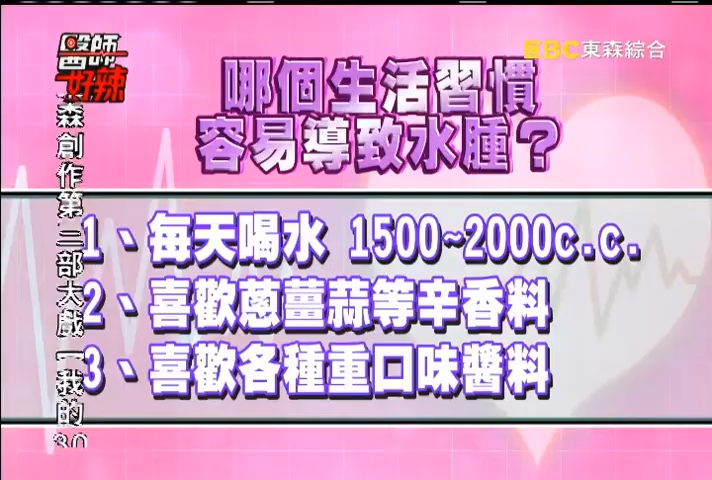 醫師好辣
EBC東森綜合
哪個生活習慣
容易導致水腫？
1、每天喝水 1500~2000c.c.
2、喜歡蔥薑蒜等辛香料
3、喜歡各種重口味醬料
森創作第二部大戲「我的30